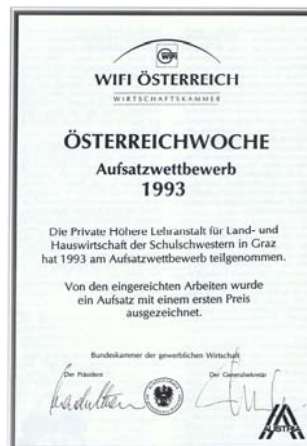 WIFI
WIFI ÖSTERREICH
WIRTSCHAFTSKAMMER
ÖSTERREICHWOCHE
Aufsatzwettbewerb
1993
Die Private Höhere Lehranstalt für Land- und
Hauswirtschaft der Schulschwestern in Graz
hat 1993 am Aufsatzwettbewerb teilgenommen.
Von den eingereichten Arbeiten wurde
ein Aufsatz mit einem ersten Preis
ausgezeichnet.
Bundeskammer der gewerblichen Wirtschaft
Der Präsident Der Generalsekretär
AUSTRIA